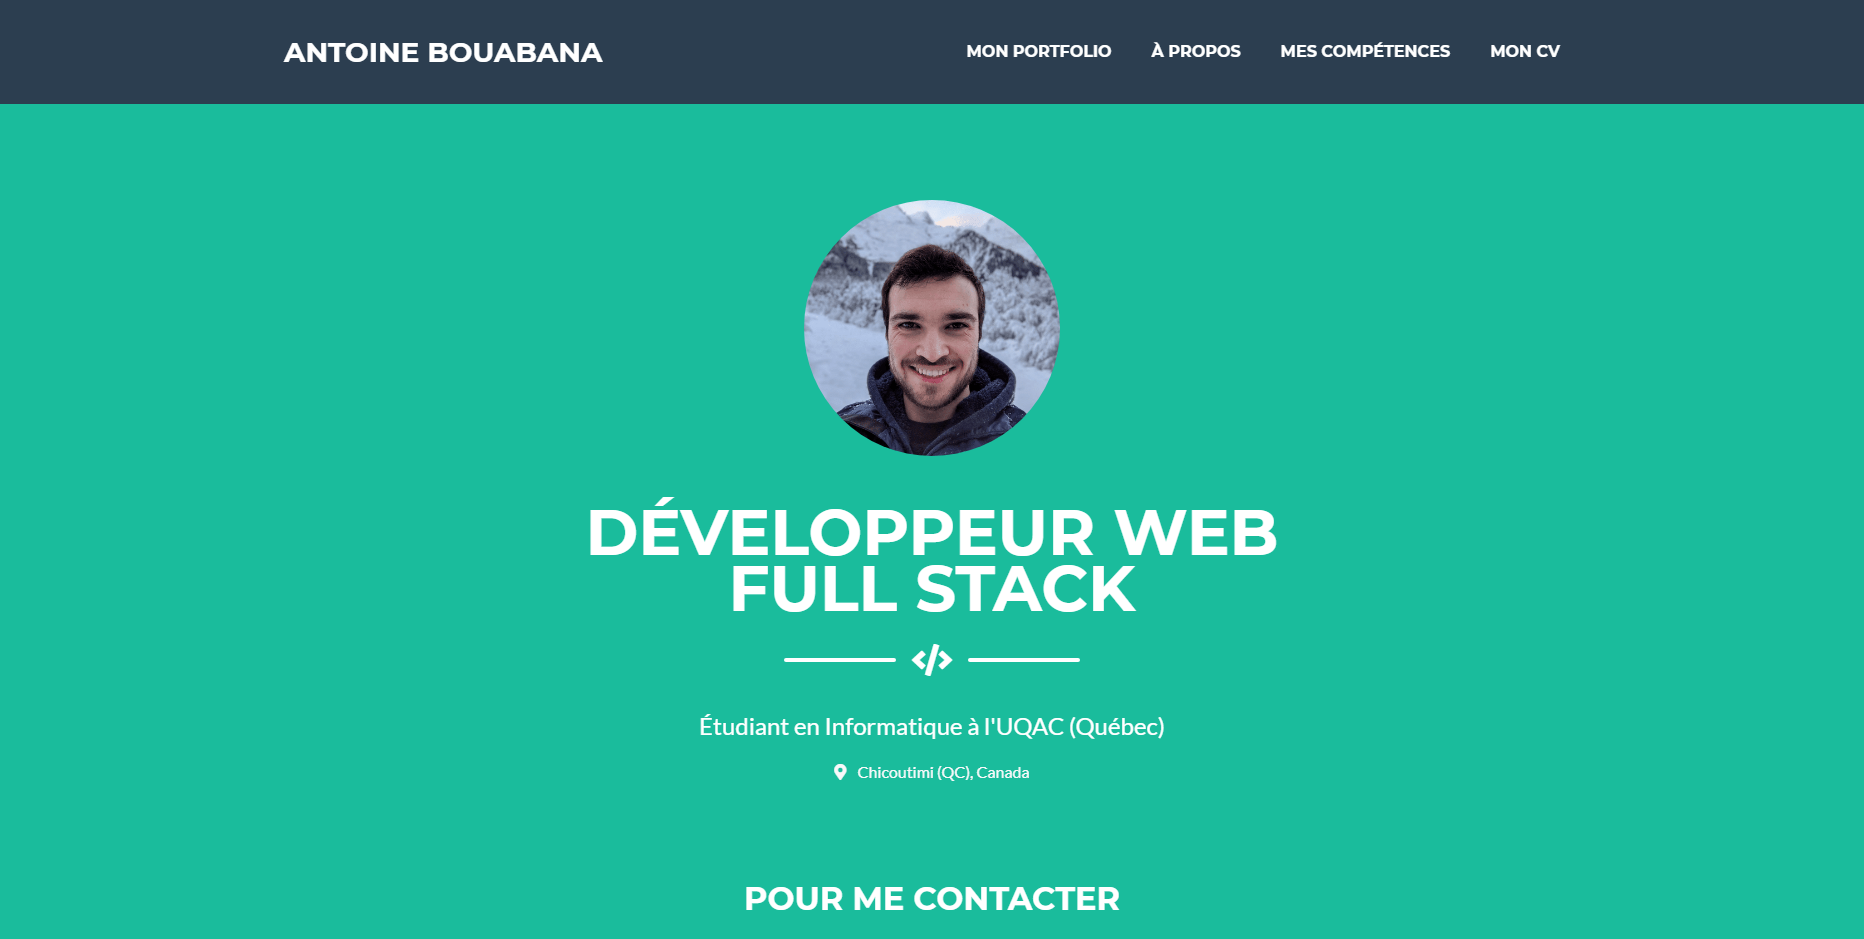 ANTOINE BOUABANA
MON PORTFOLIO
À PROPOS
MES COMPÉTENCES
MON CV
DÉVELOPPEUR WEB
FULL STACK
Étudiant en Informatique à l'UQAC (Québec)
Chicoutimi (QC), Canada
POUR ME CONTACTER